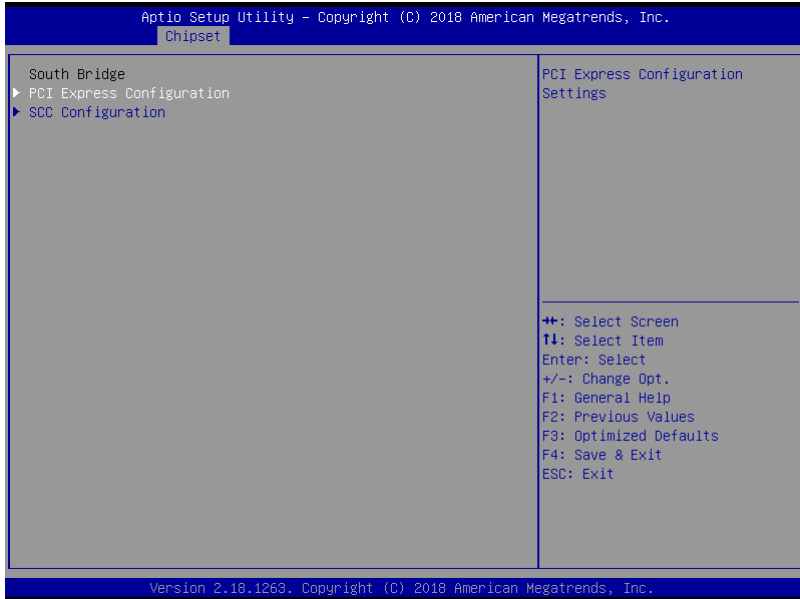 Aptio Setup Utility – Copyright (C) 2018 American Megatrends, Inc.
Chipset
South Bridge
PCI Express Configuration
SCC Configuration
PCI Express Configuration
Settings
→←: Select Screen
↑↓: Select Item
Enter: Select
+/-: Change Opt.
F1: General Help
F2: Previous Values
F3: Optimized Defaults
F4: Save & Exit
ESC: Exit
Version 2.18.1263. Copyright (C) 2018 American Megatrends, Inc.